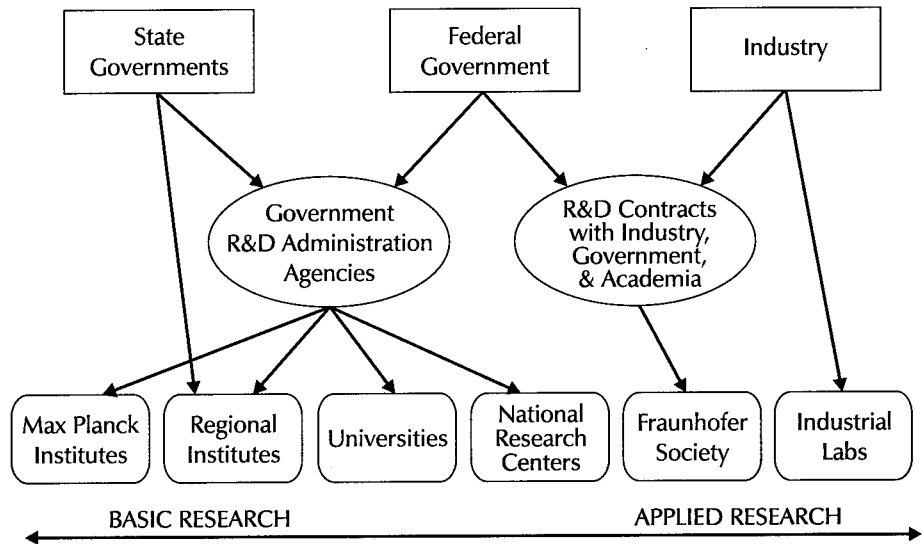 State
Governments
Federal
Government
Industry
Government
R&D Administration
Agencies
R&D Contracts
with Industry,
Government,
& Academia
Max Planck
Institutes
Regional
Institutes
Universities
National
Research
Centers
Fraunhofer
Society
Industrial
Labs
BASIC RESEARCH
APPLIED RESEARCH